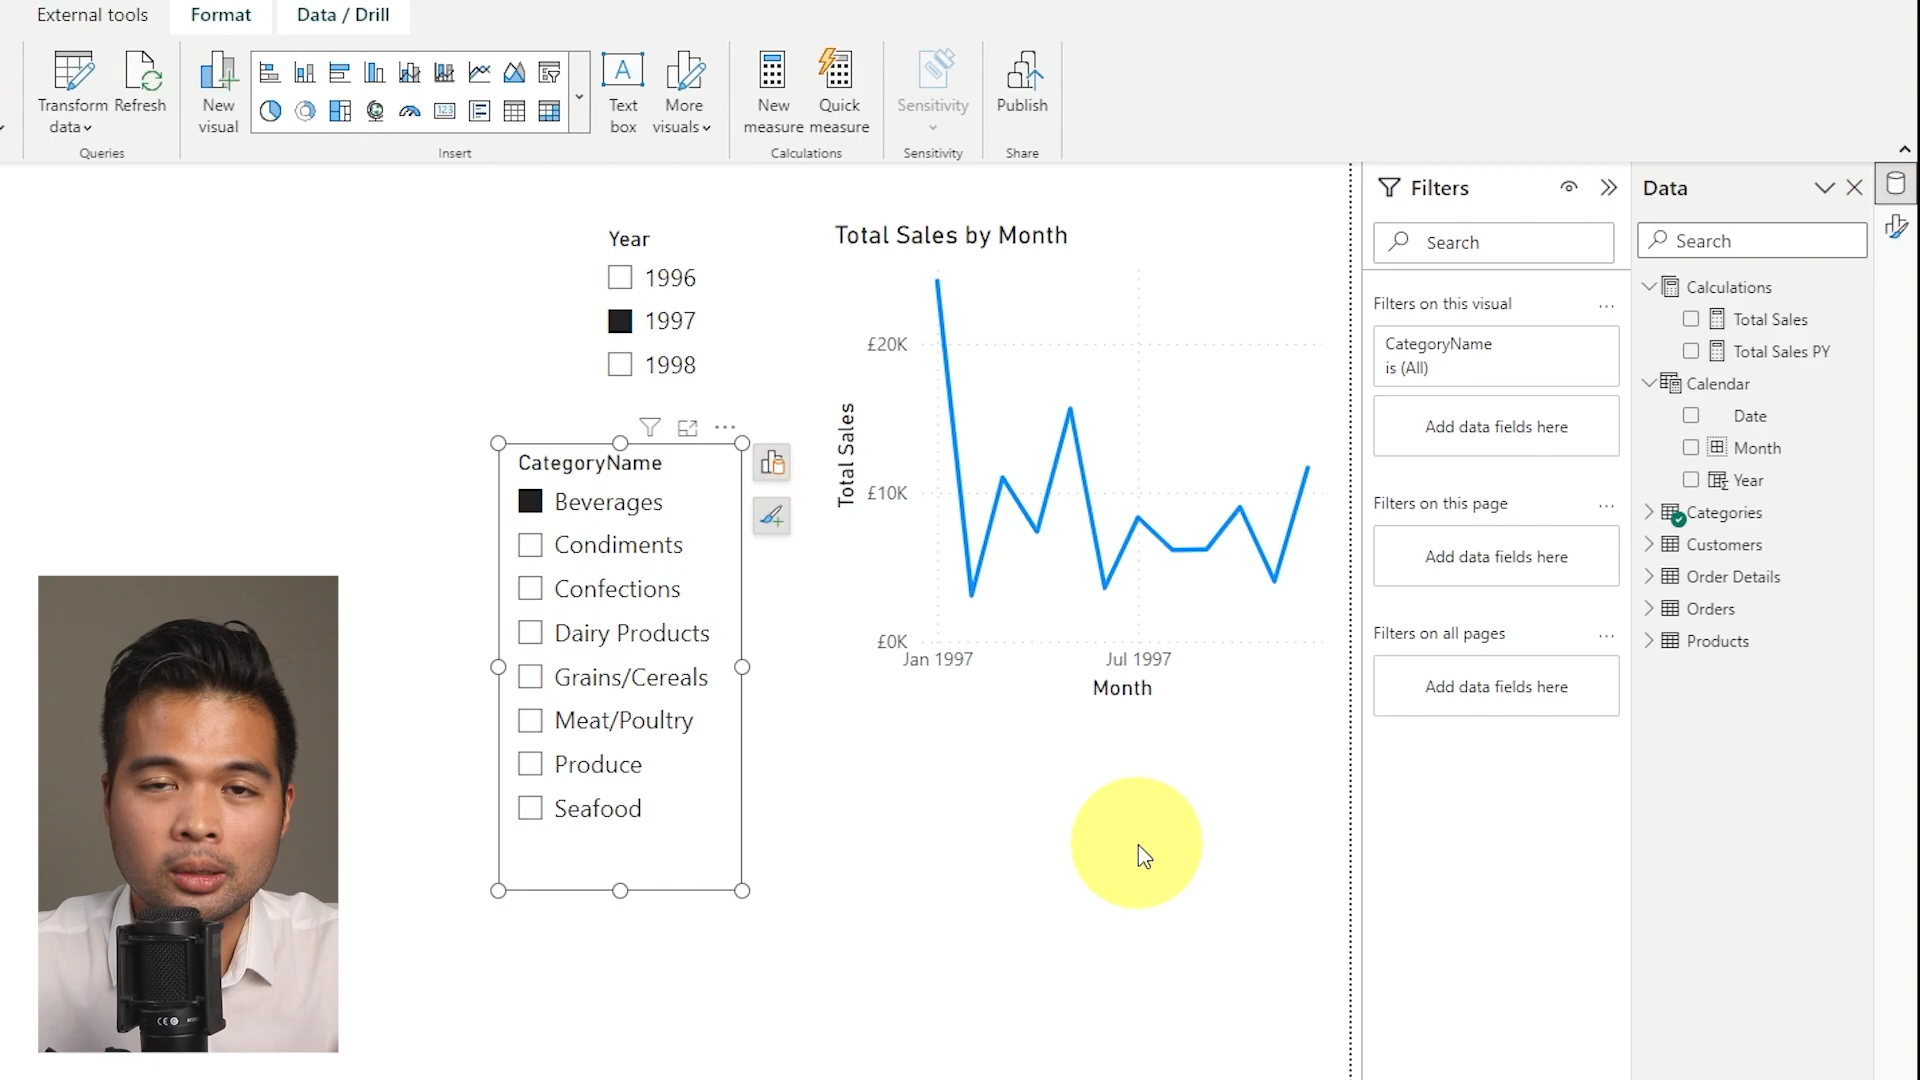 External tools
Format
Data / Drill
Transform data
Refresh
Queries
New visual
123
Insert
A
Text box
More visuals
New measure
Quick measure
Calculations
Sensitivity
Sensitivity
Publish
Share
Year
1996
1997
1998
CategoryName
Beverages
Condiments
Confections
Dairy Products
Grains/Cereals
Meat/Poultry
Produce
Seafood
Total Sales by Month
Total Sales
£20K
£10K
£0K
Jan 1997
Jul 1997
Month
Filters
Search
Filters on this visual
...
CategoryName
is (All)
Add data fields here
Filters on this page
...
Add data fields here
Filters on all pages
...
Add data fields here
Data
Search
Calculations
Total Sales
Total Sales PY
Calendar
Date
Month
Year
Categories
Customers
Order Details
Orders
Products
CE